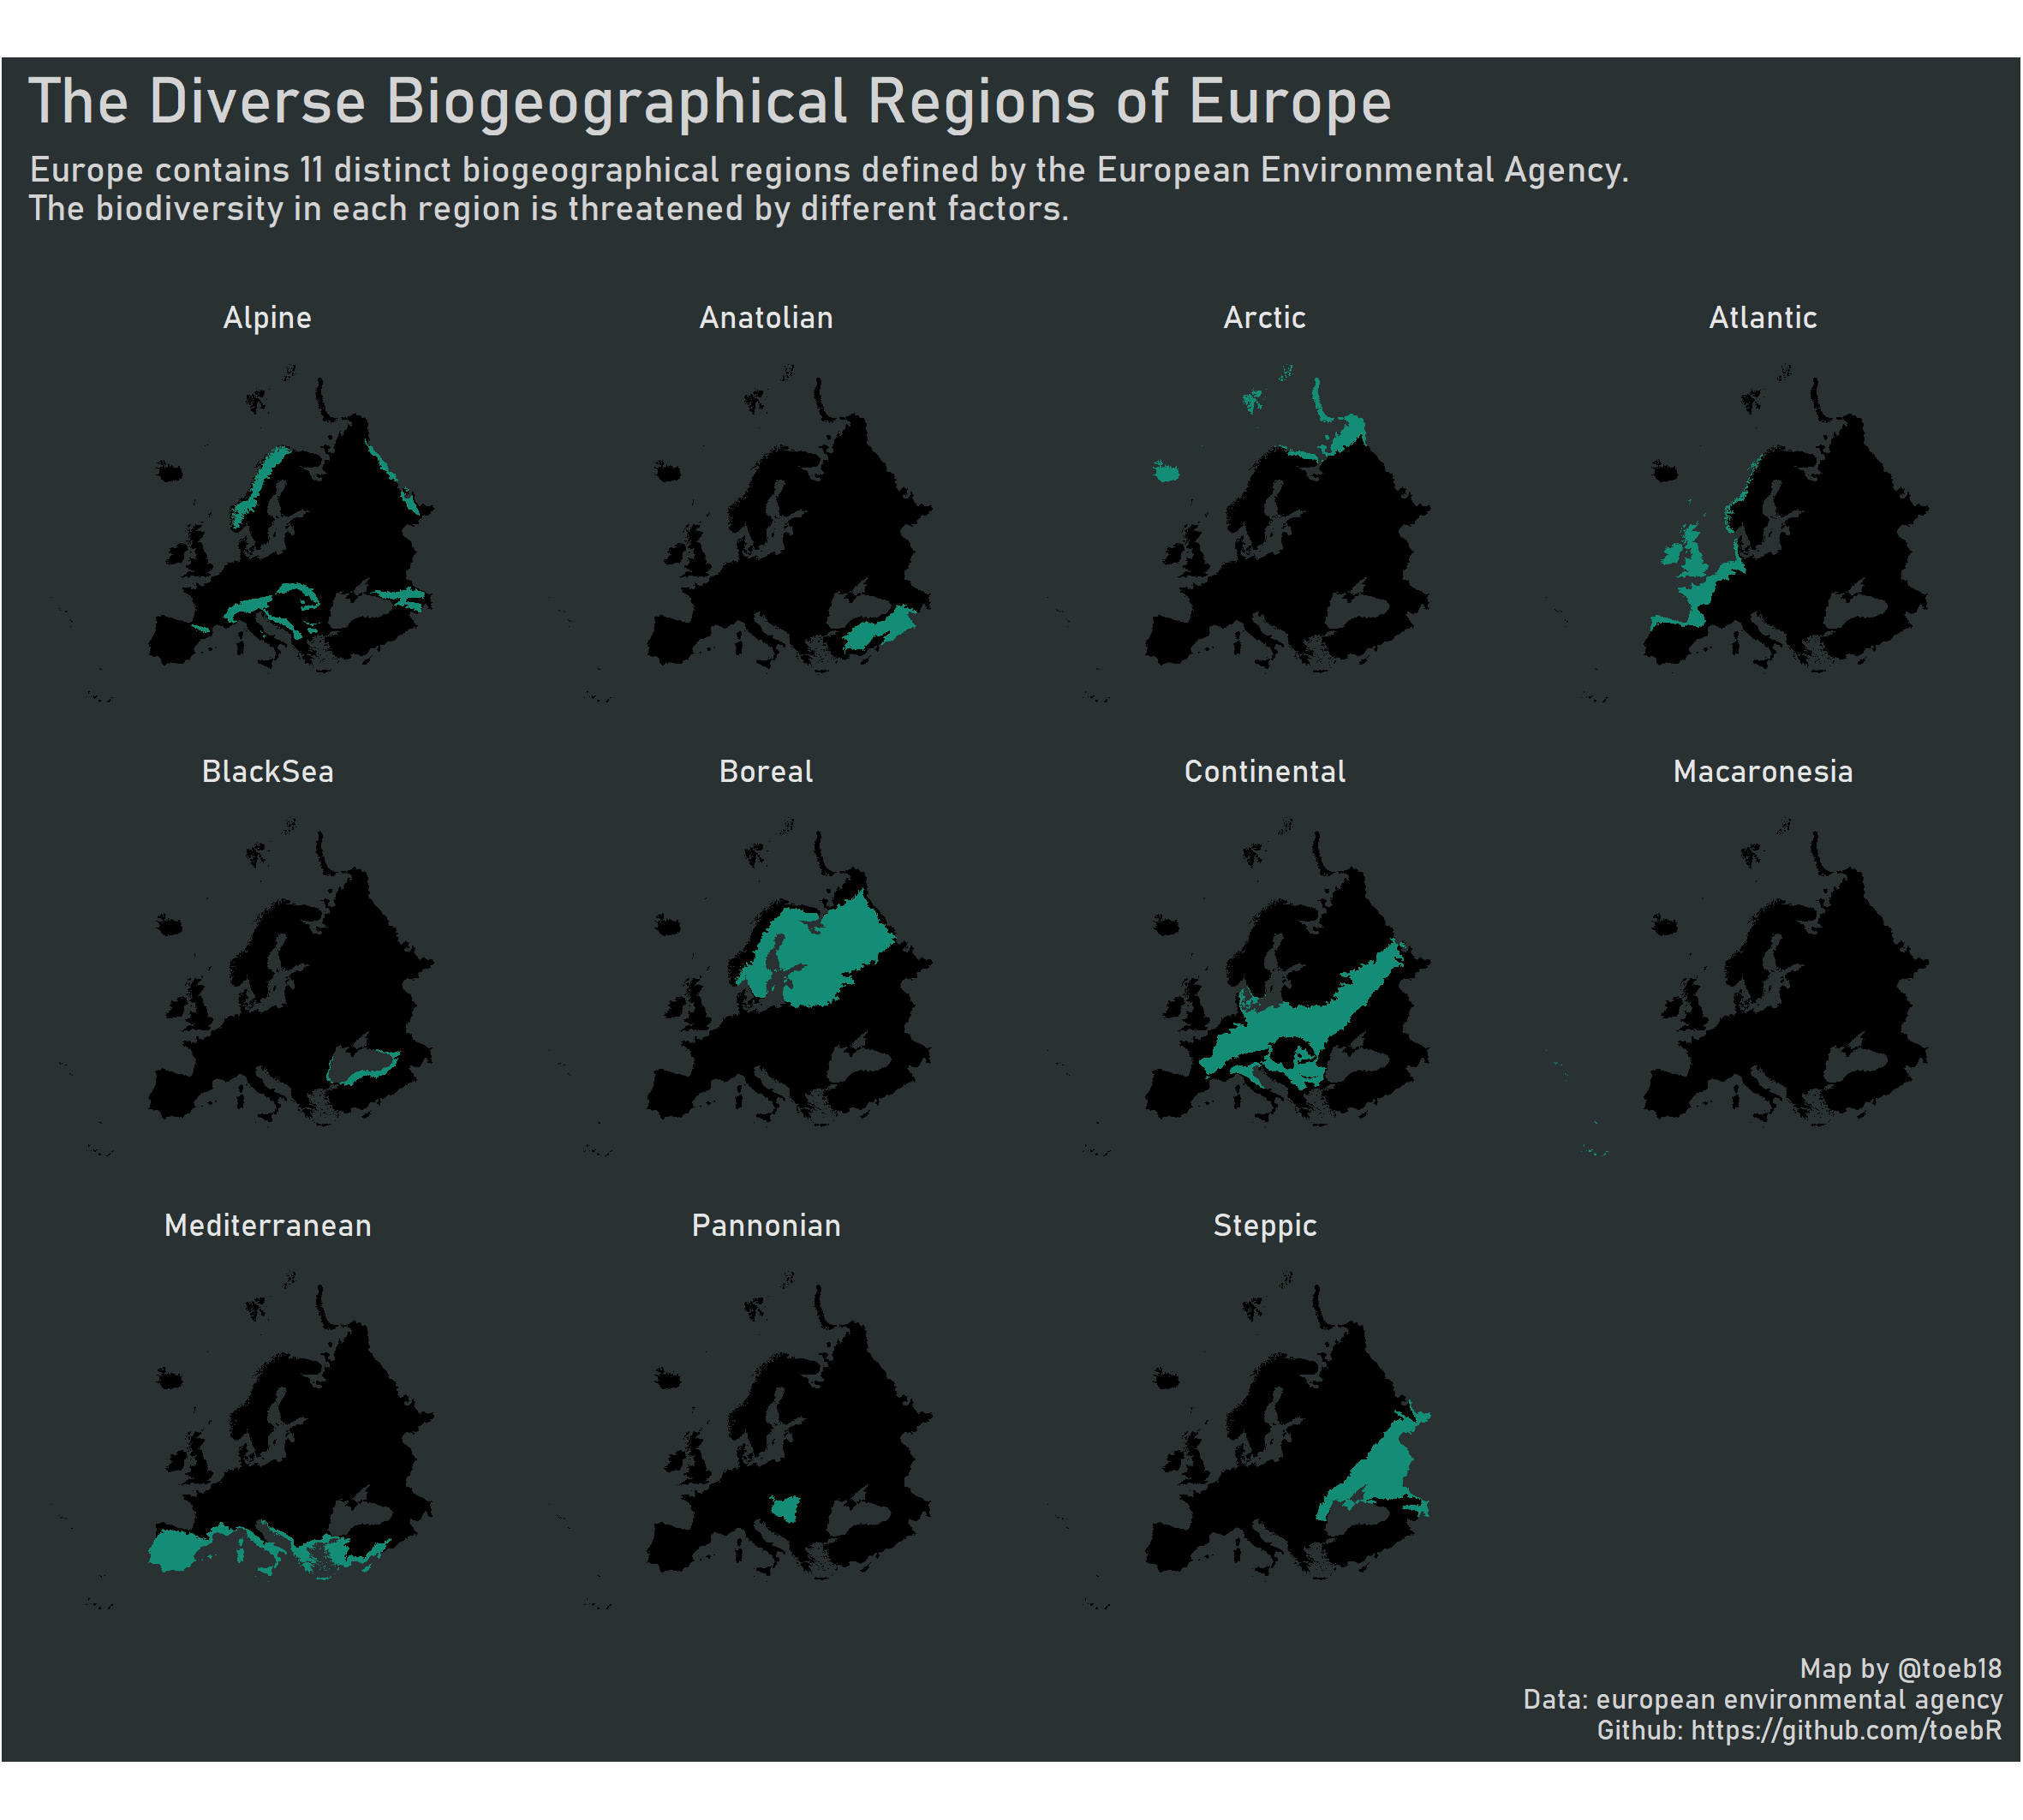 The Diverse Biogeographical Regions of Europe
Europe contains 11 distinct biogeographical regions defined by the European Environmental Agency.
The biodiversity in each region is threatened by different factors.
Alpine
Anatolian
Arctic
Atlantic
BlackSea
Boreal
Continental
Macaronesia
Mediterranean
Pannonian
Steppic
Map by @toeb18
Data: european environmental agency
Github: https://github.com/toebR